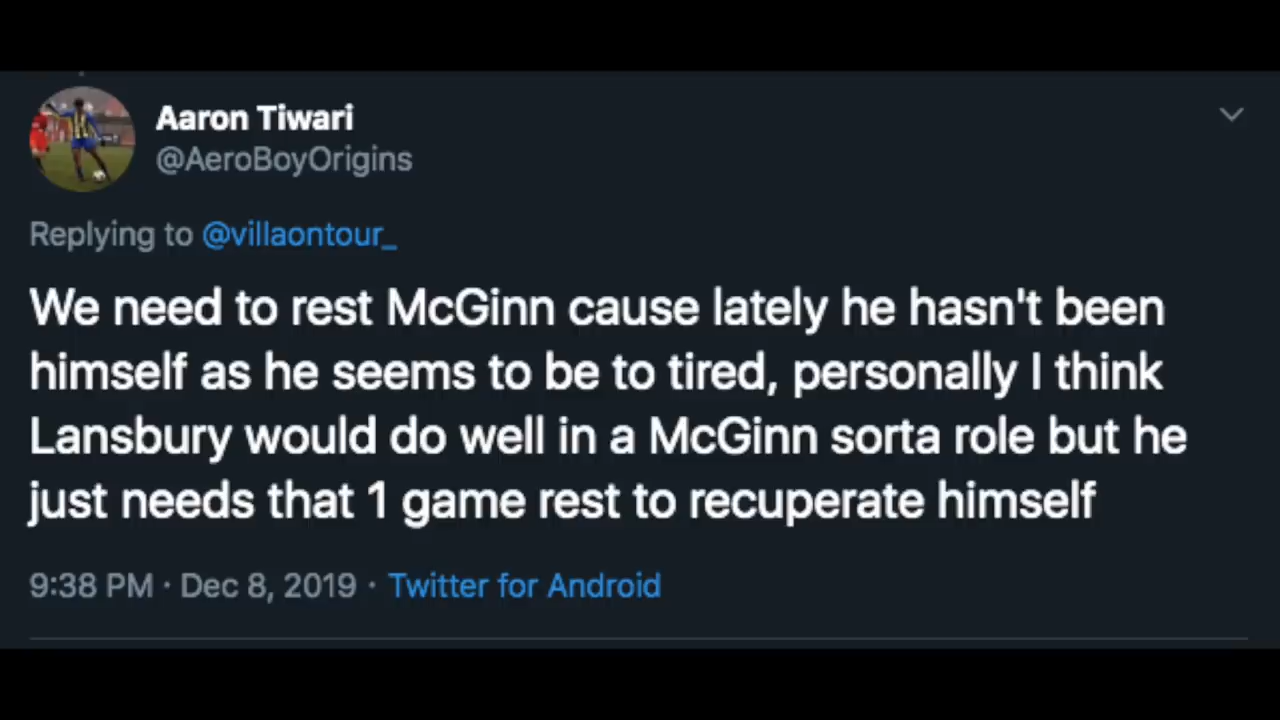 Aaron Tiwari
@AeroBoyOrigins
Replying to @villaontour_
We need to rest McGinn cause lately he hasn't been
himself as he seems to be to tired, personally I think
Lansbury would do well in a McGinn sorta role but he
just needs that 1 game rest to recuperate himself
9:38 PM · Dec 8, 2019 · Twitter for Android